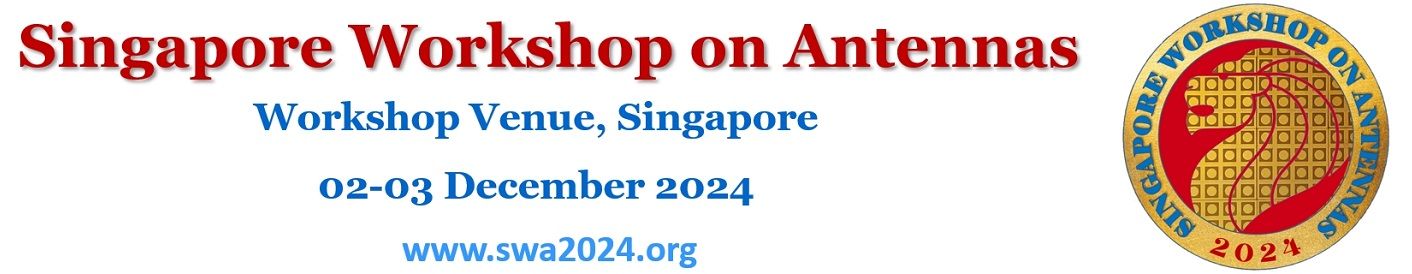 Singapore Workshop on Antennas
Workshop Venue, Singapore
02-03 December 2024
www.swa2024.org
SINGAPORE WORKSHOP ON ANTENNAS
2024